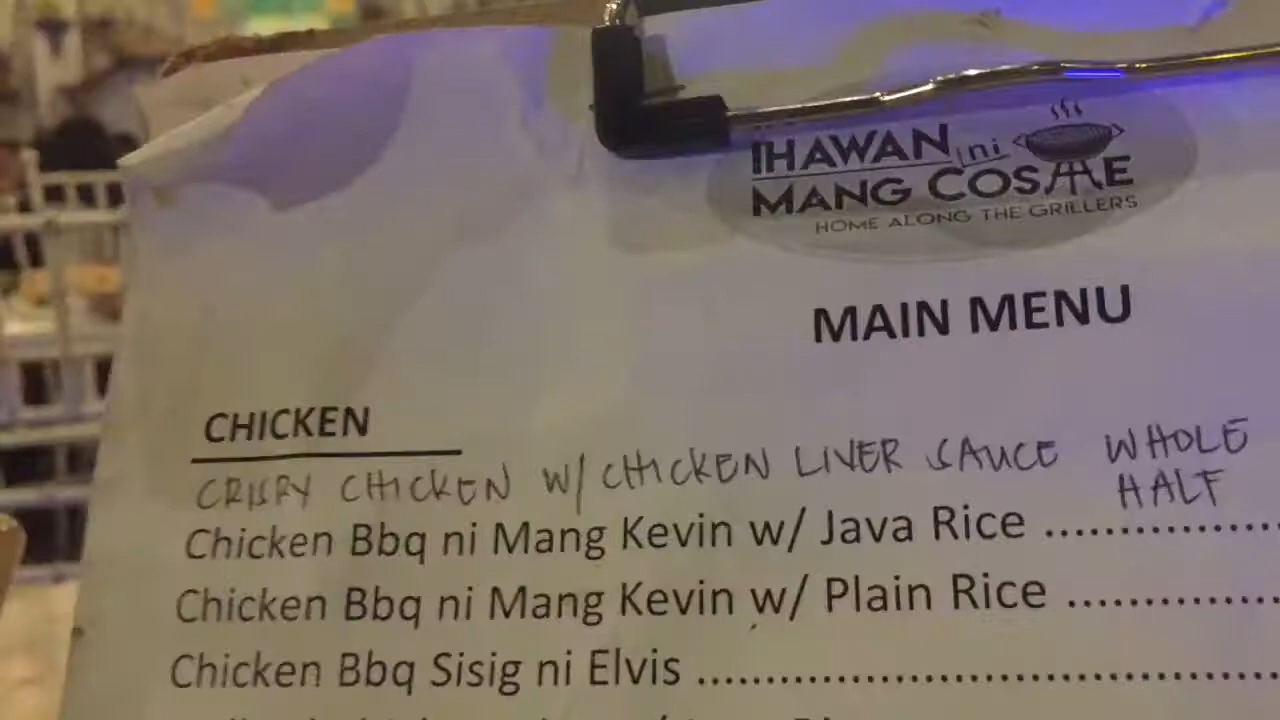 IHAWAN ni
MANG COSME
HOME ALONG THE GRILLERS
MAIN MENU
CHICKEN
CRISPY CHICKEN W/ CHICKEN LIVER SAUCE WHOLE
HALF
Chicken Bbq ni Mang Kevin w/ Java Rice ................
Chicken Bbq ni Mang Kevin w/ Plain Rice ...............
Chicken Bbq Sisig ni Elvis ........................................